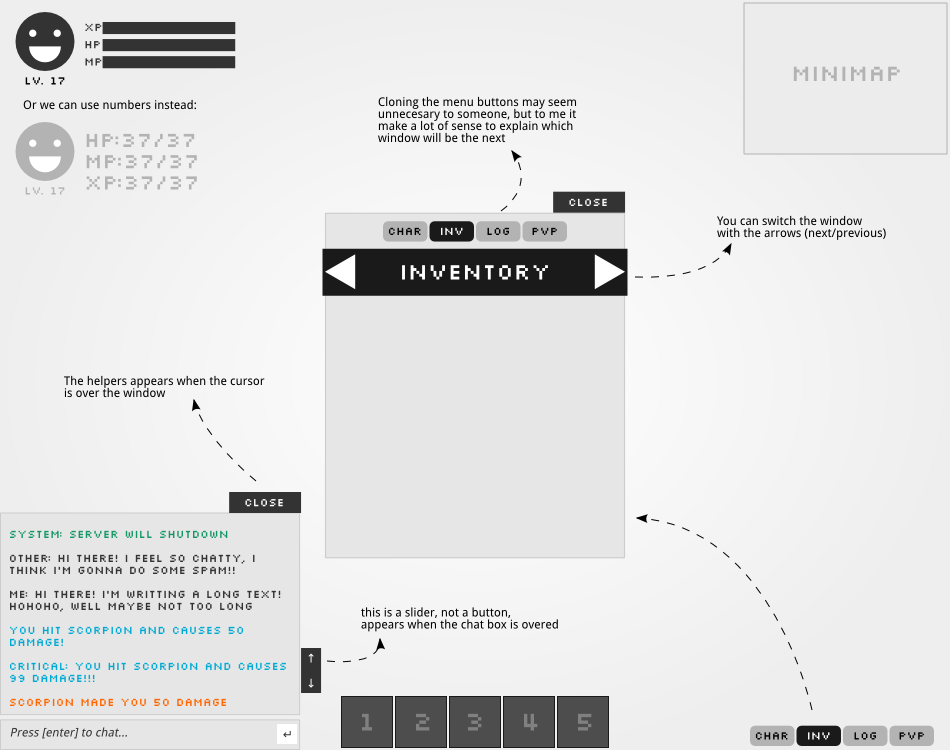 XP
HP
MP
LV. 17
Or we can use numbers instead:
HP:37/37
MP:37/37
XP:37/37
LV. 17
MINIMAP
Cloning the menu buttons may seem
unnecesary to someone, but to me it
make a lot of sense to explain which
window will be the next
CLOSE
CHAR INV LOG PVP
INVENTORY
You can switch the window
with the arrows (next/previous)
The helpers appears when the cursor
is over the window
CLOSE
SYSTEM: SERVER WILL SHUTDOWN
OTHER: HI THERE! I FEEL SO CHATTY, I
THINK I'M GONNA DO SOME SPAM!!
ME: HI THERE! I'M WRITTING A LONG TEXT!
HOHOHO, WELL MAYBE NOT TOO LONG
YOU HIT SCORPION AND CAUSES 50
DAMAGE!
CRITICAL: YOU HIT SCORPION AND CAUSES
99 DAMAGE!!!
SCORPION MADE YOU 50 DAMAGE
Press [enter] to chat...
↵
↑
↓
this is a slider, not a button,
appears when the chat box is overed
1 2 3 4 5
CHAR INV LOG PVP